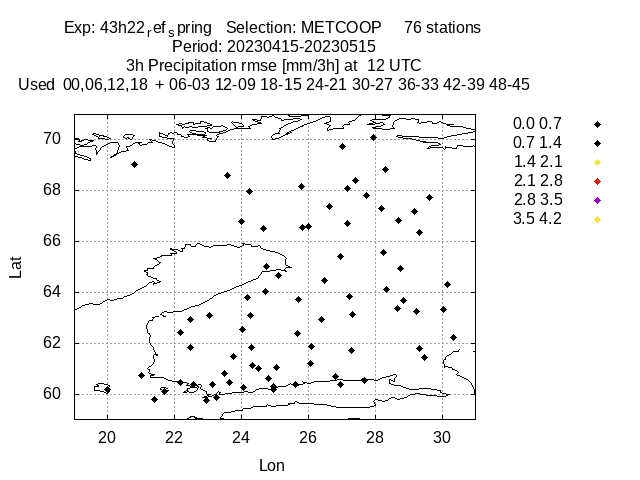 Exp: 43h22refspring Selection: METCOOP 76 stations
Period: 20230415-20230515
3h Precipitation rmse [mm/3h] at 12 UTC
Used 00,06,12,18 + 06-03 12-09 18-15 24-21 30-27 36-33 42-39 48-45
0.0 0.7
0.7 1.4
1.4 2.1
2.1 2.8
2.8 3.5
3.5 4.2
70
68
66
64
62
60
Lat
20 22 24 26 28 30
Lon